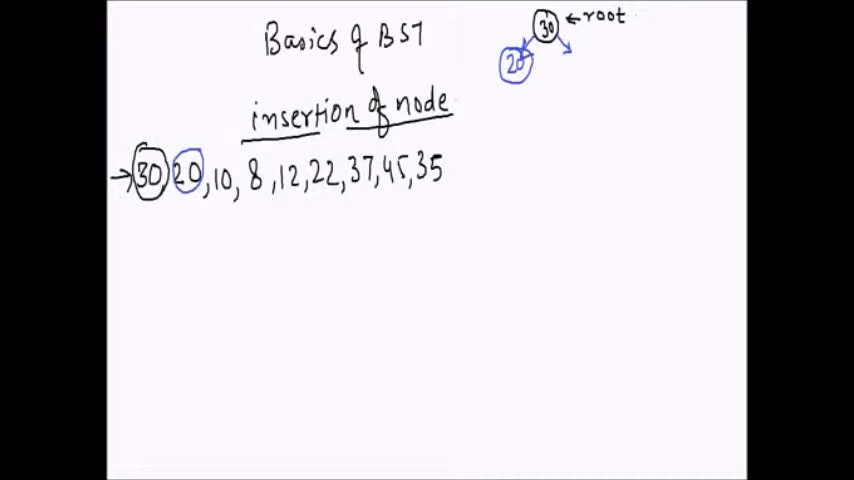 Basics of BST
30 ← root
20
insertion of node
→ 30, 20, 10, 8, 12, 22, 37, 45, 35